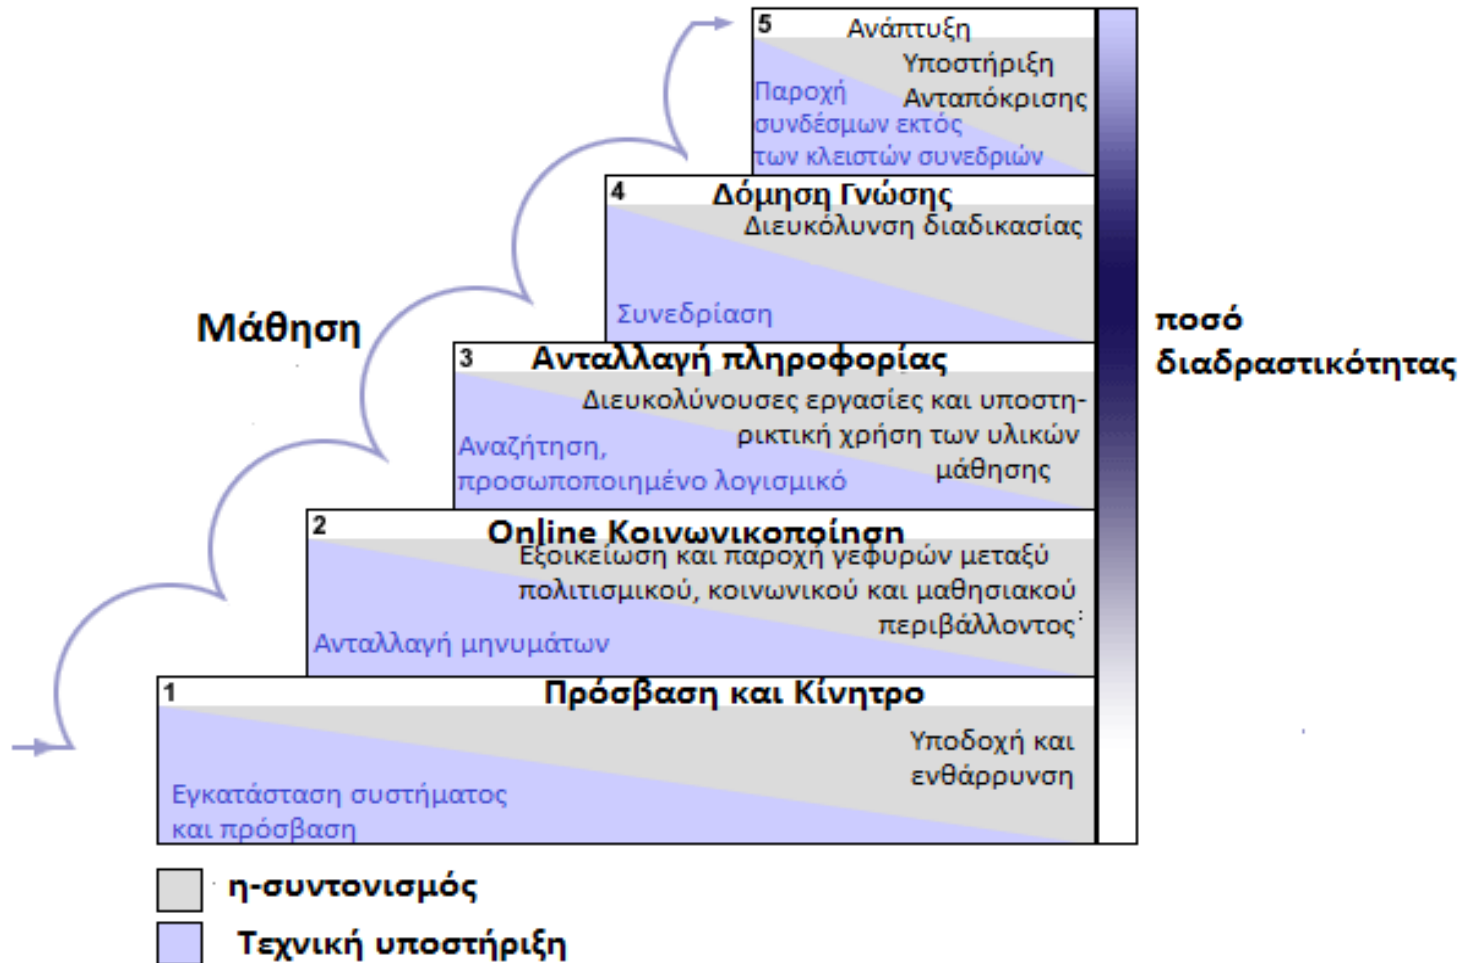 5 Ανάπτυξη
Υποστήριξη
Ανταπόκρισης
Παροχή
συνδέσμων εκτός
των κλειστών συνεδριών
4 Δόμηση Γνώσης
Διευκόλυνση διαδικασίας
Συνεδρίαση
Μάθηση
ποσό
διαδραστικότητας
3 Ανταλλαγή πληροφορίας
Διευκολύνουσες εργασίες και υποστη-
ρικτική χρήση των υλικών
μάθησης
Αναζήτηση,
προσωποποιημένο λογισμικό
2 Online Κοινωνικοποίηση
Εξοικείωση και παροχή γεφυρών μεταξύ
πολιτισμικού, κοινωνικού και μαθησιακού
περιβάλλοντος
Ανταλλαγή μηνυμάτων
1 Πρόσβαση και Κίνητρο
Υποδοχή και
ενθάρρυνση
Εγκατάσταση συστήματος
και πρόσβαση
η-συντονισμός
Τεχνική υποστήριξη